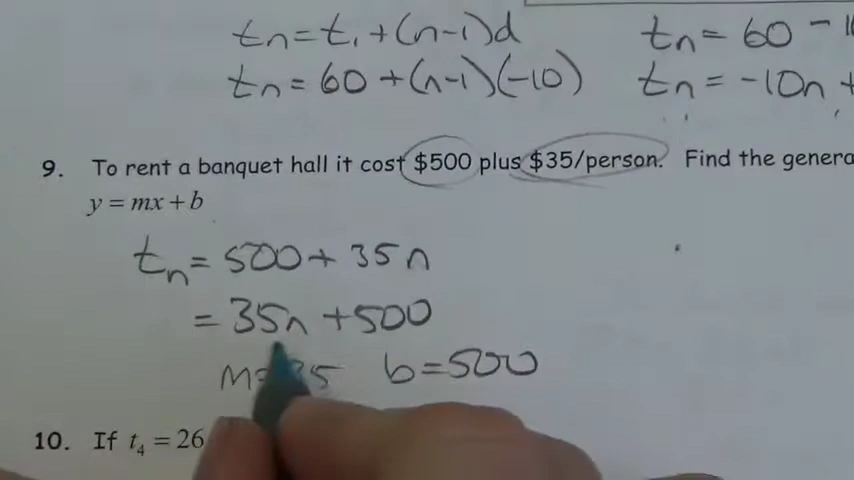 tn = t1 + (n-1)d
tn = 60 - 1
tn = 60 + (n-1)(-10)
tn = -10n +
9. To rent a banquet hall it cost $500 plus $35/person. Find the genera
y = mx + b
tn = 500 + 35n
= 35n + 500
b = 500
10. If t4 = 26